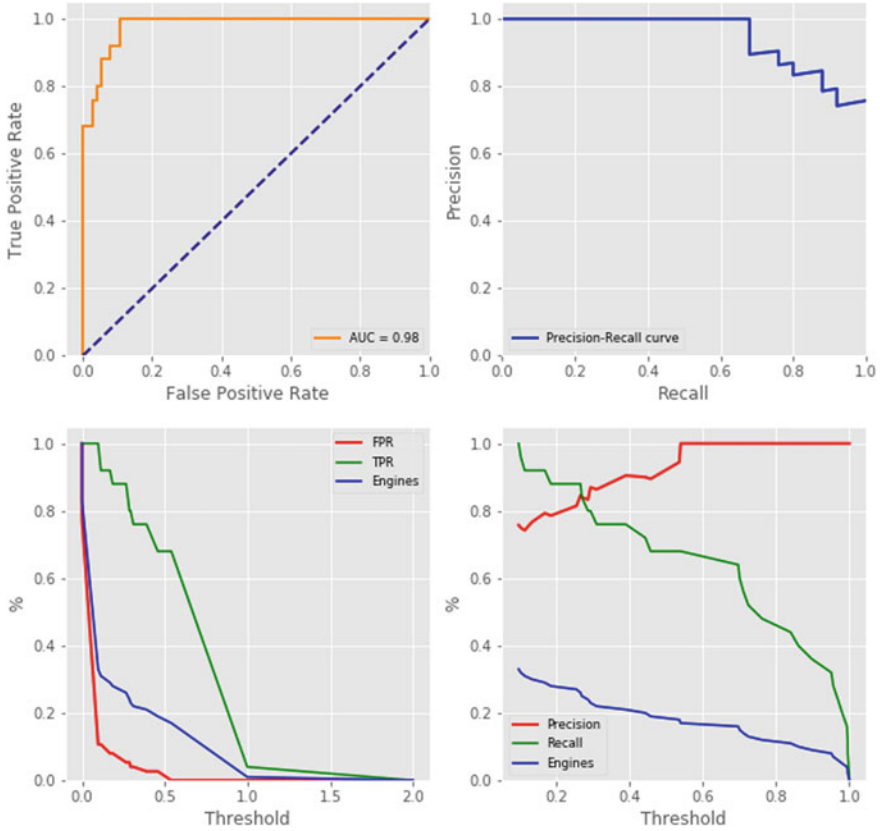 1.0
0.8
0.6
0.4
0.2
0.0
True Positive Rate
AUC = 0.98
0.0 0.2 0.4 0.6 0.8 1.0
False Positive Rate
1.0
0.8
0.6
0.4
0.2
0.0
Precision
Precision-Recall curve
0.0 0.2 0.4 0.6 0.8 1.0
Recall
1.0
0.8
0.6
0.4
0.2
0.0
%
FPR
TPR
Engines
0.0 0.5 1.0 1.5 2.0
Threshold
1.0
0.8
0.6
0.4
0.2
0.0
%
Precision
Recall
Engines
0.2 0.4 0.6 0.8 1.0
Threshold